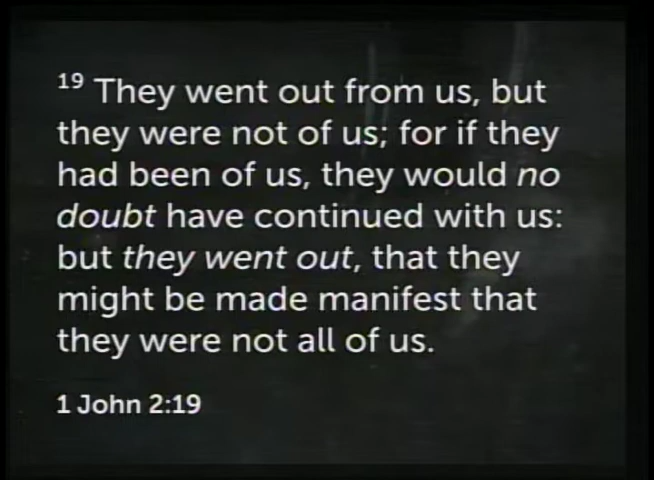 19 They went out from us, but
they were not of us; for if they
had been of us, they would no
doubt have continued with us:
but they went out, that they
might be made manifest that
they were not all of us.
1 John 2:19